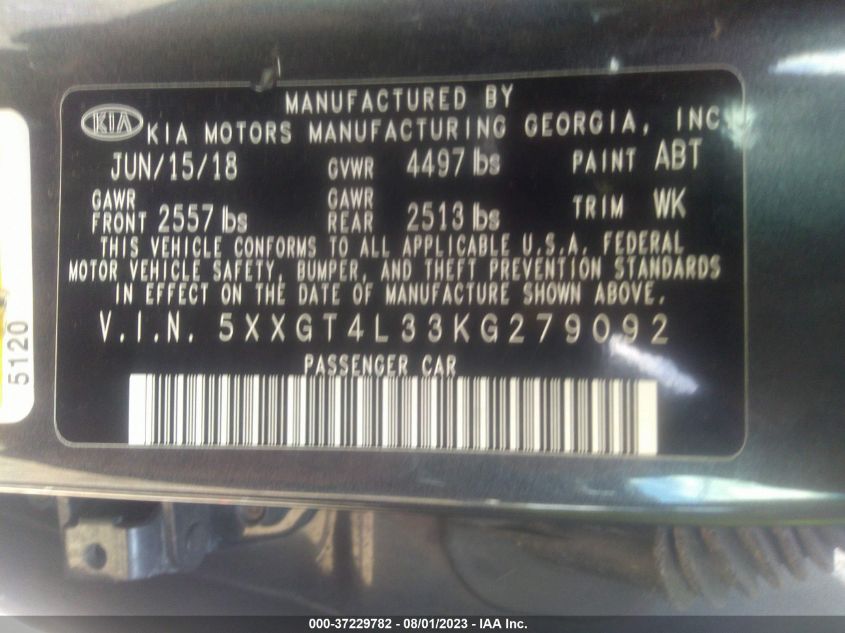 MANUFACTURED BY
KIA KIA MOTORS MANUFACTURING GEORGIA, INC
JUN/15/18 GVWR 4497 lbs PAINT ABT
GAWR FRONT 2557 lbs GAWR REAR 2513 lbs TRIM WK
THIS VEHICLE CONFORMS TO ALL APPLICABLE U.S.A. FEDERAL
MOTOR VEHICLE SAFETY, BUMPER, AND THEFT PREVENTION STANDARDS
IN EFFECT ON THE DATE OF MANUFACTURE SHOWN ABOVE.
V.I.N. 5XXGT4L33KG279092
PASSENGER CAR
5120
000-37229782 - 08/01/2023 - IAA Inc.